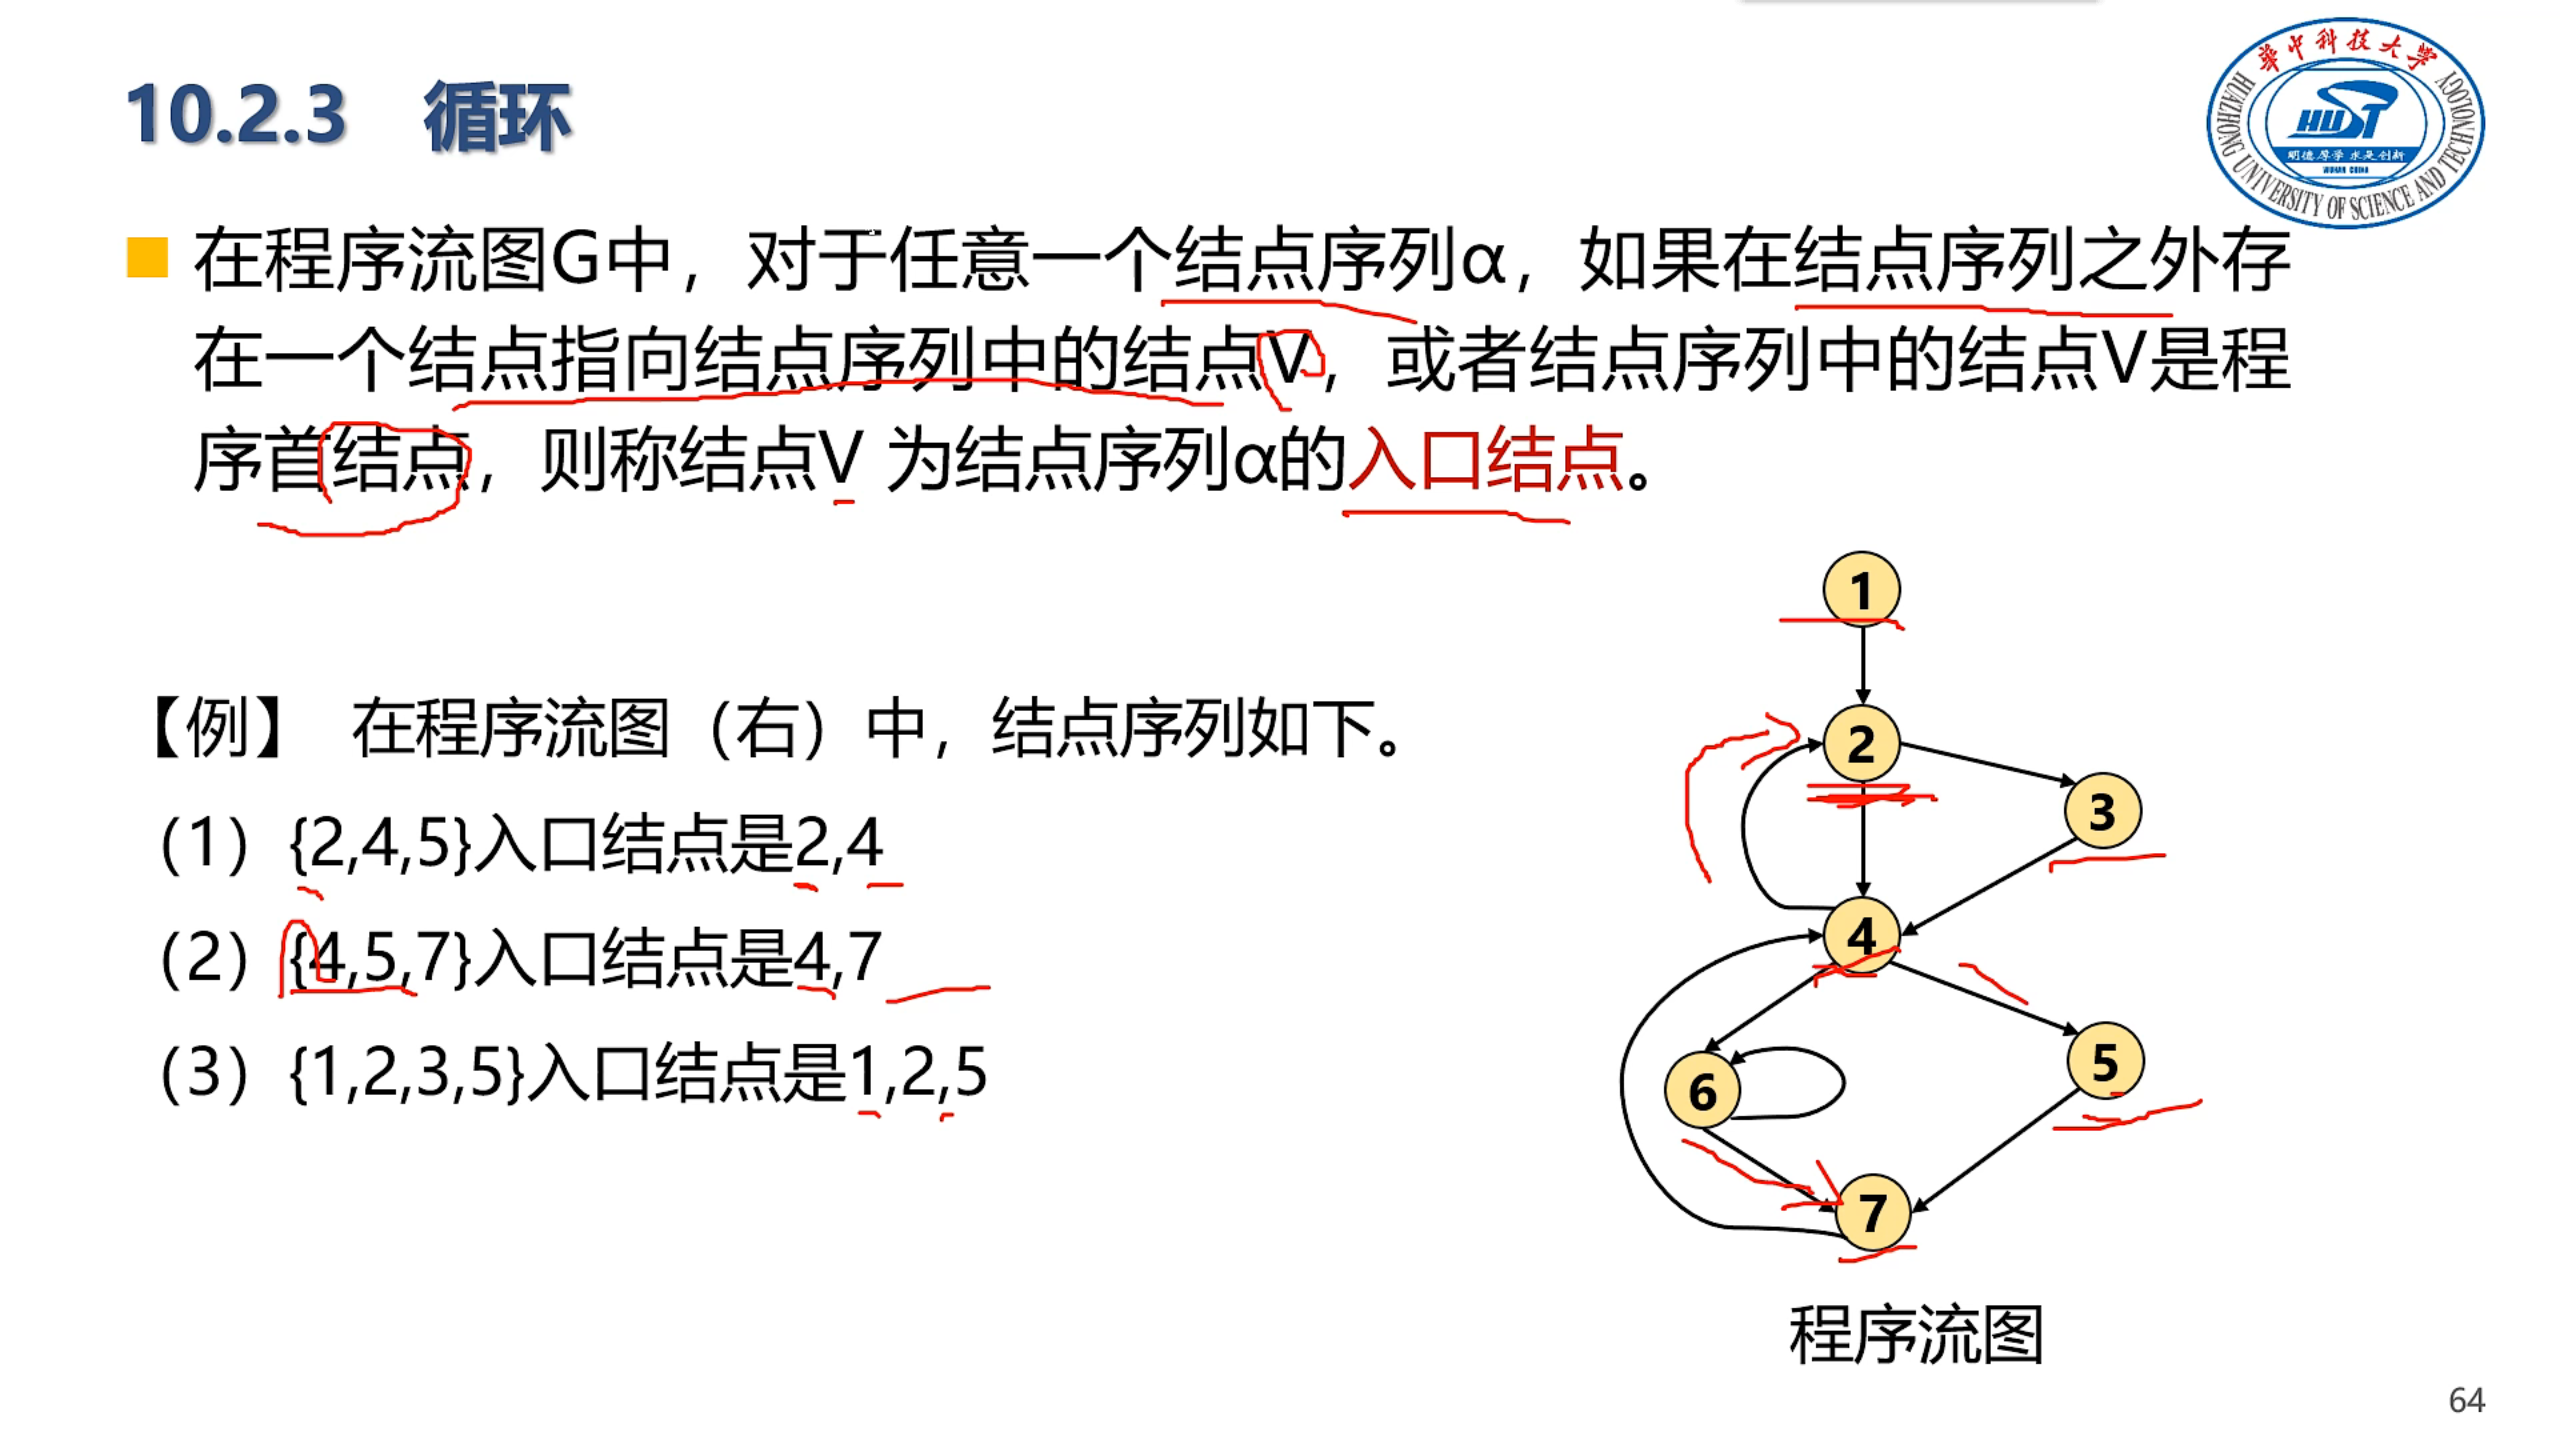 10.2.3 循环
华中科技大学
HUAZHONG UNIVERSITY OF SCIENCE AND TECHNOLOGY
HUST
明德厚学 求是创新
WUHAN CHINA
在程序流图G中，对于任意一个结点序列α，如果在结点序列之外存
在一个结点指向结点序列中的结点V，或者结点序列中的结点V是程
序首结点，则称结点V 为结点序列α的入口结点。
【例】 在程序流图（右）中，结点序列如下。
（1）{2,4,5}入口结点是2,4
（2）{4,5,7}入口结点是4,7
（3）{1,2,3,5}入口结点是1,2,5
1
2
3
4
5
6
7
程序流图
64